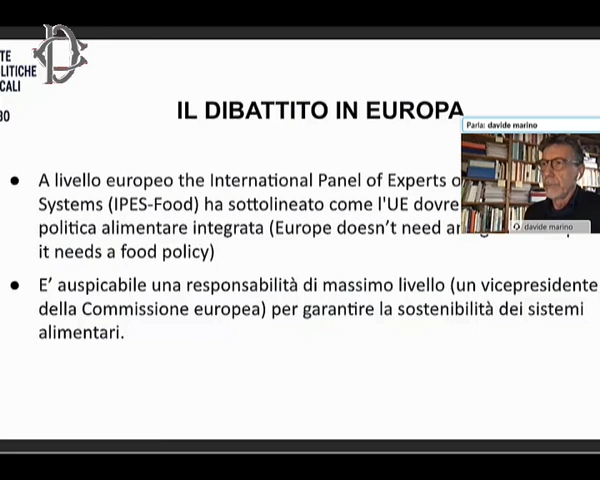 TE
LITICHE
CALI
30
IL DIBATTITO IN EUROPA
Parla: davide marino
davide marino
● A livello europeo the International Panel of Experts o
Systems (IPES-Food) ha sottolineato come l'UE dovre
politica alimentare integrata (Europe doesn't need an
it needs a food policy)
● E' auspicabile una responsabilità di massimo livello (un vicepresidente
della Commissione europea) per garantire la sostenibilità dei sistemi
alimentari.